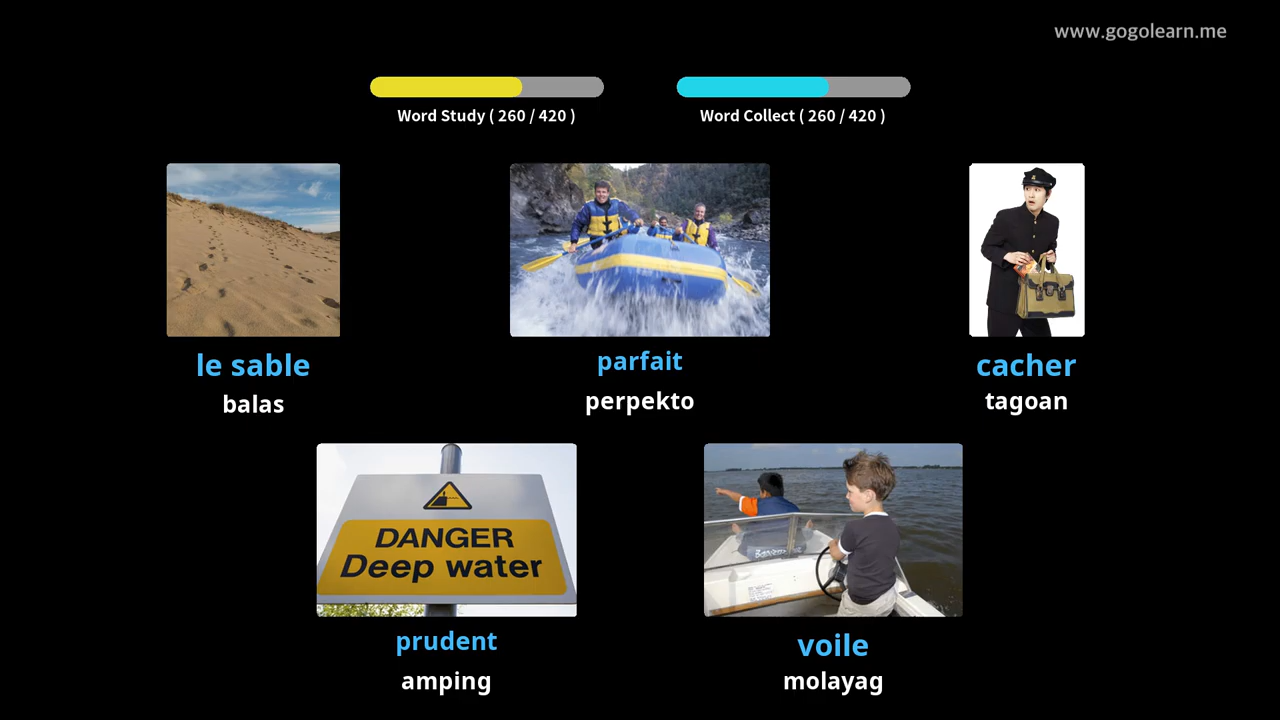 www.gogolearn.me
Word Study ( 260 / 420 )
Word Collect ( 260 / 420 )
le sable
balas
parfait
perpekto
cacher
tagoan
DANGER
Deep water
prudent
amping
voile
molayag